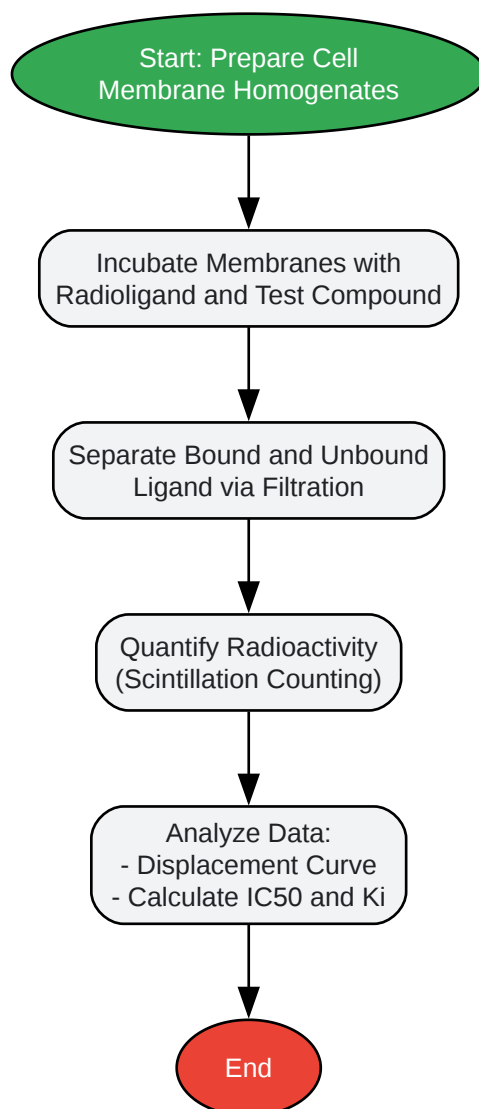 Start: Prepare Cell
Membrane Homogenates
Incubate Membranes with
Radioligand and Test Compound
Separate Bound and Unbound
Ligand via Filtration
Quantify Radioactivity
(Scintillation Counting)
Analyze Data:
- Displacement Curve
- Calculate IC50 and Ki
End